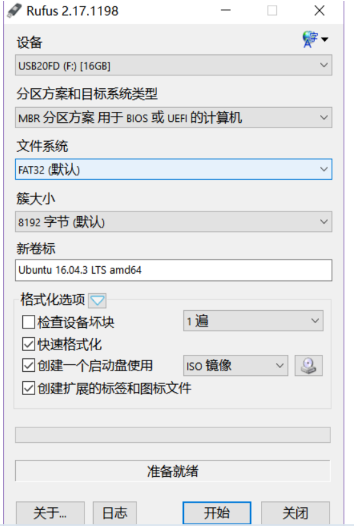 Rufus 2.17.1198
设备
USB20FD (F:) [16GB]
分区方案和目标系统类型
MBR 分区方案 用于 BIOS 或 UEFI 的计算机
文件系统
FAT32 (默认)
簇大小
8192 字节 (默认)
新卷标
Ubuntu 16.04.3 LTS amd64
格式化选项
检查设备坏块 1 遍
快速格式化
创建一个启动盘使用 ISO 镜像
创建扩展的标签和图标文件
准备就绪
关于... 日志 开始 关闭